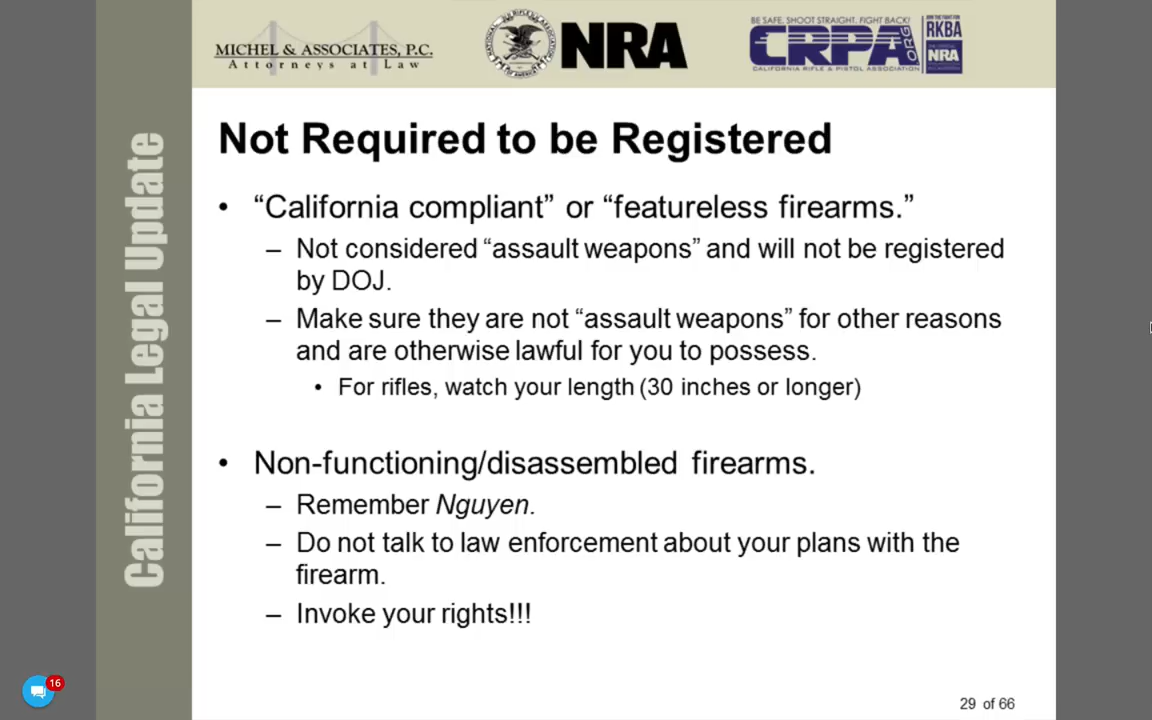 MICHEL & ASSOCIATES, P.C.
Attorneys at Law
NRA
BE SAFE, SHOOT STRAIGHT, FIGHT BACK!
CRPA.ORG
CALIFORNIA RIFLE & PISTOL ASSOCIATION
JOIN THE FIGHT FOR
RKBA
NRA
California Legal Update
Not Required to be Registered
• “California compliant” or “featureless firearms.”
– Not considered “assault weapons” and will not be registered
by DOJ.
– Make sure they are not “assault weapons” for other reasons
and are otherwise lawful for you to possess.
• For rifles, watch your length (30 inches or longer)
• Non-functioning/disassembled firearms.
– Remember Nguyen.
– Do not talk to law enforcement about your plans with the
firearm.
– Invoke your rights!!!
29 of 66
16